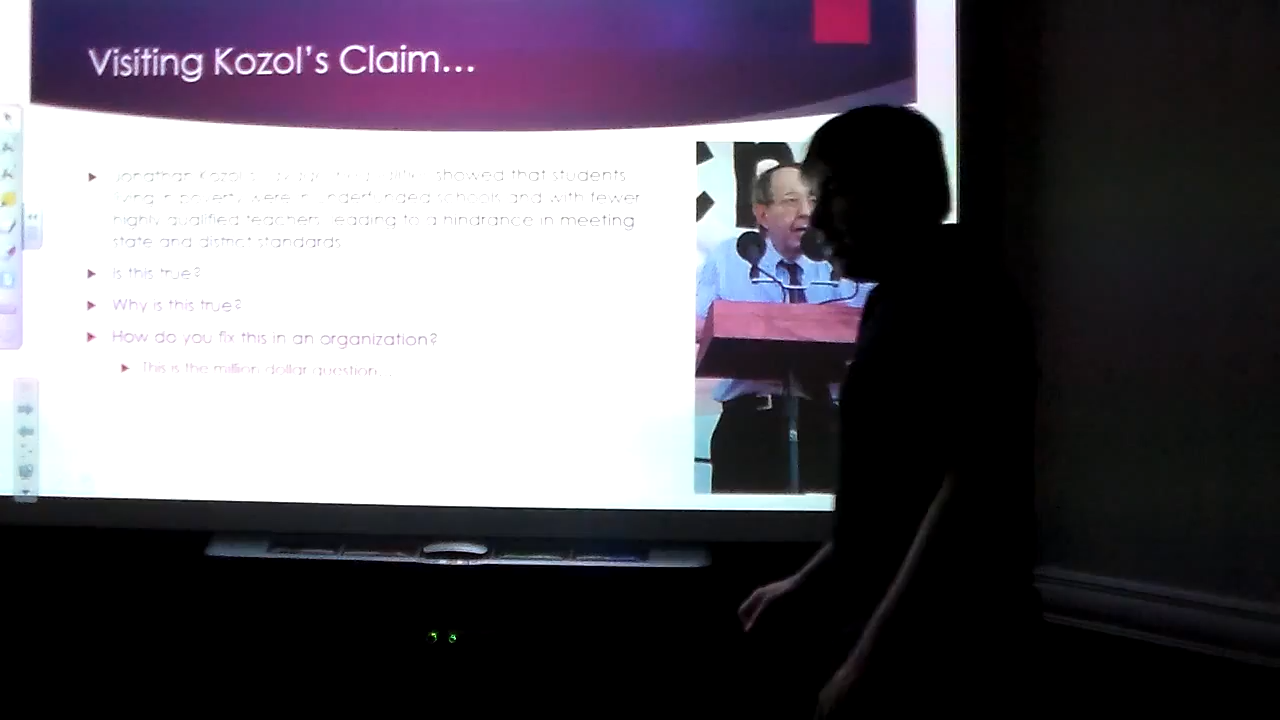 Visiting Kozol's Claim...
Jonathan Kozol's showed that students
living in poverty were in underfunded schools and with fewer
highly qualified teachers leading to a hindrance in meeting
state and district standards.
Is this true?
Why is this true?
How do you fix this in an organization?
This is the million dollar question...